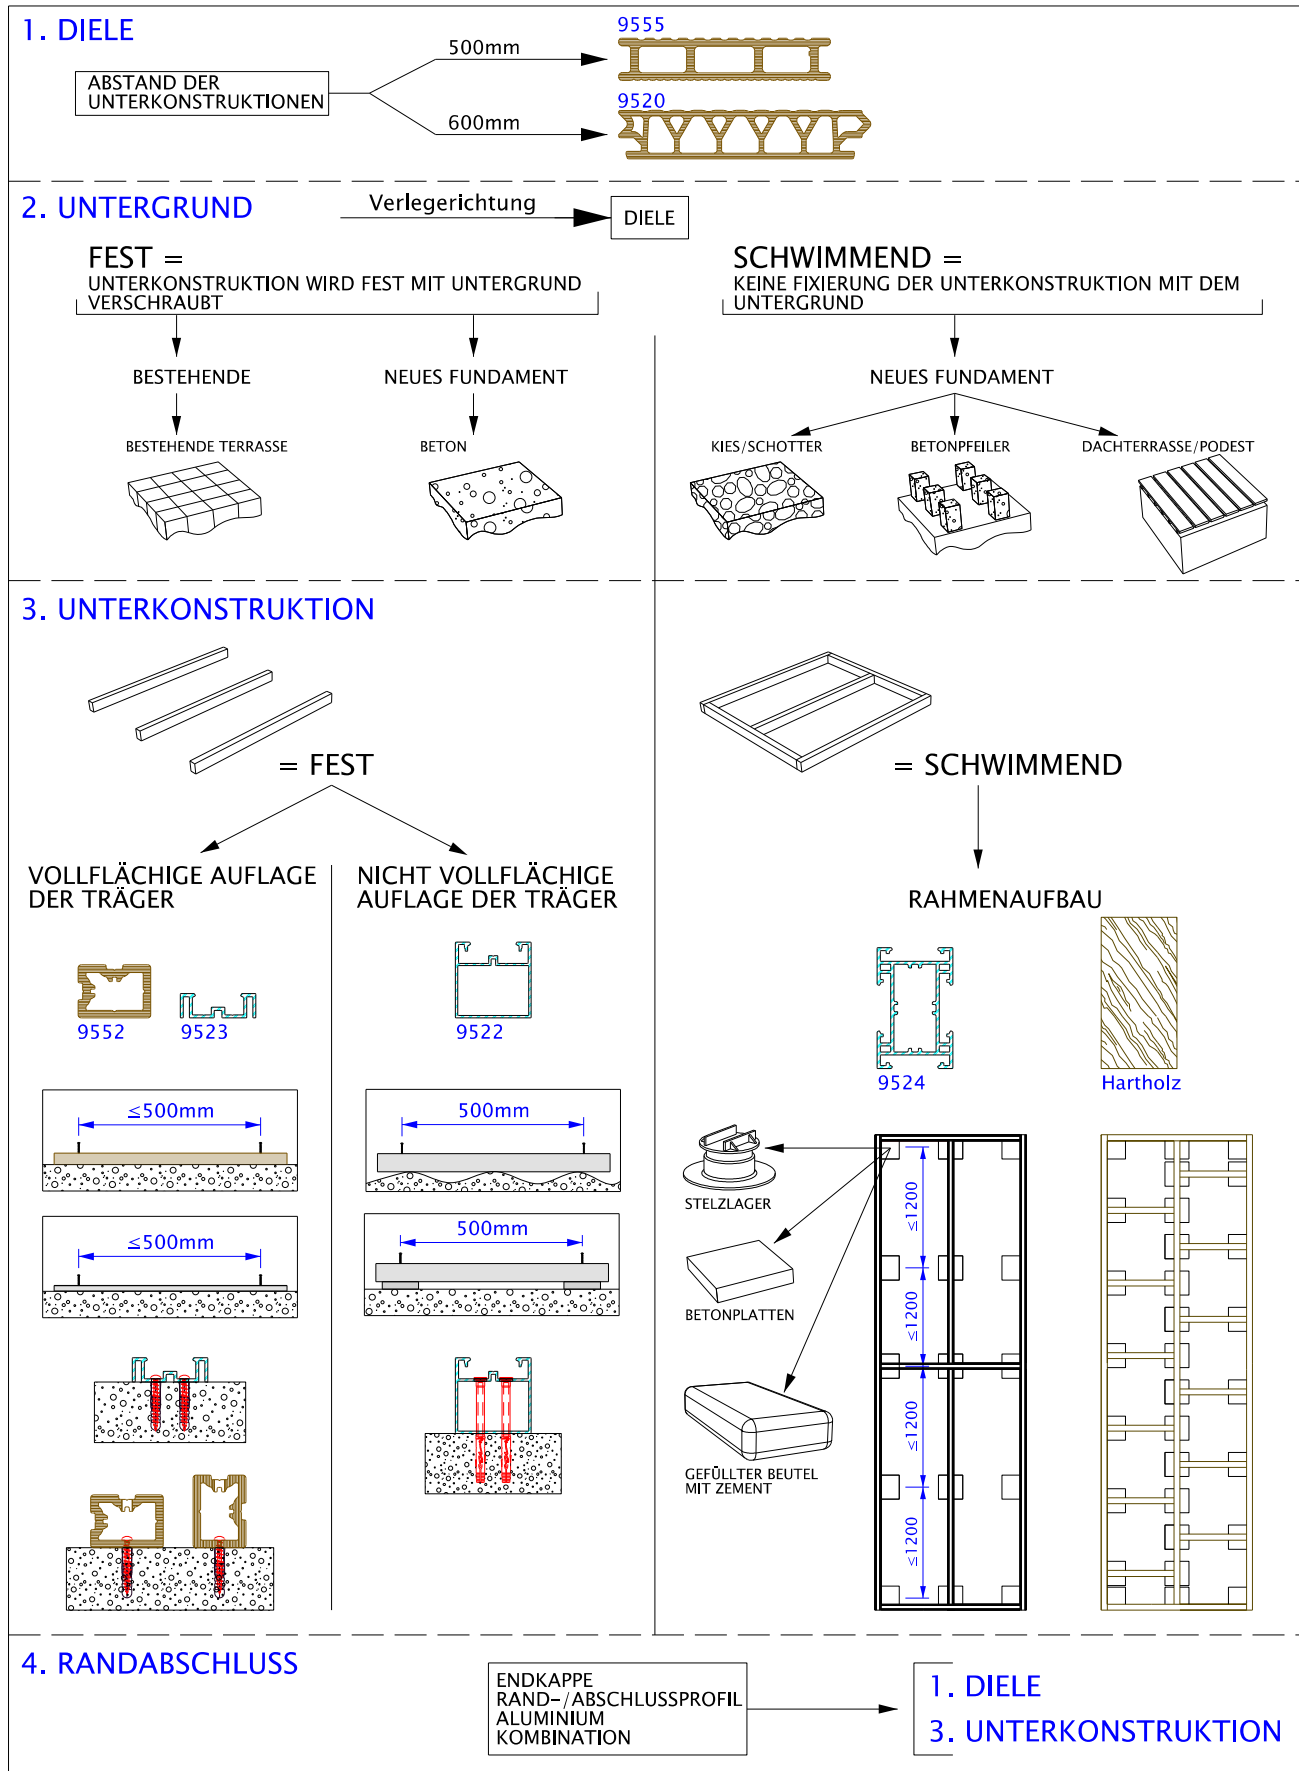 1. DIELE
9555
500mm
ABSTAND DER
UNTERKONSTRUKTIONEN
9520
600mm
2. UNTERGRUND
Verlegerichtung
DIELE
FEST =
UNTERKONSTRUKTION WIRD FEST MIT UNTERGRUND
VERSCHRAUBT
SCHWIMMEND =
KEINE FIXIERUNG DER UNTERKONSTRUKTION MIT DEM
UNTERGRUND
BESTEHENDE
NEUES FUNDAMENT
NEUES FUNDAMENT
BESTEHENDE TERRASSE
BETON
KIES/SCHOTTER
BETONPFEILER
DACHTERRASSE/PODEST
3. UNTERKONSTRUKTION
= FEST
= SCHWIMMEND
VOLLFLÄCHIGE AUFLAGE
DER TRÄGER
NICHT VOLLFLÄCHIGE
AUFLAGE DER TRÄGER
RAHMENAUFBAU
9552
9523
9522
9524
Hartholz
≤500mm
500mm
≤500mm
500mm
STELZLAGER
BETONPLATTEN
GEFÜLLTER BEUTEL
MIT ZEMENT
≤1200
≤1200
≤1200
≤1200
4. RANDABSCHLUSS
ENDKAPPE
RAND-/ABSCHLUSSPROFIL
ALUMINIUM
KOMBINATION
1. DIELE
3. UNTERKONSTRUKTION